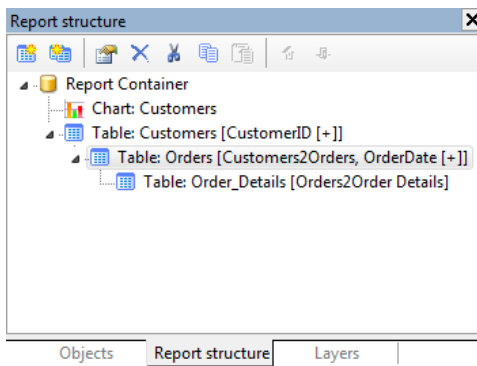 Report structure
Report Container
Chart: Customers
Table: Customers [CustomerID [+]]
Table: Orders [Customers2Orders, OrderDate [+]]
Table: Order_Details [Orders2Order Details]
Objects Report structure Layers